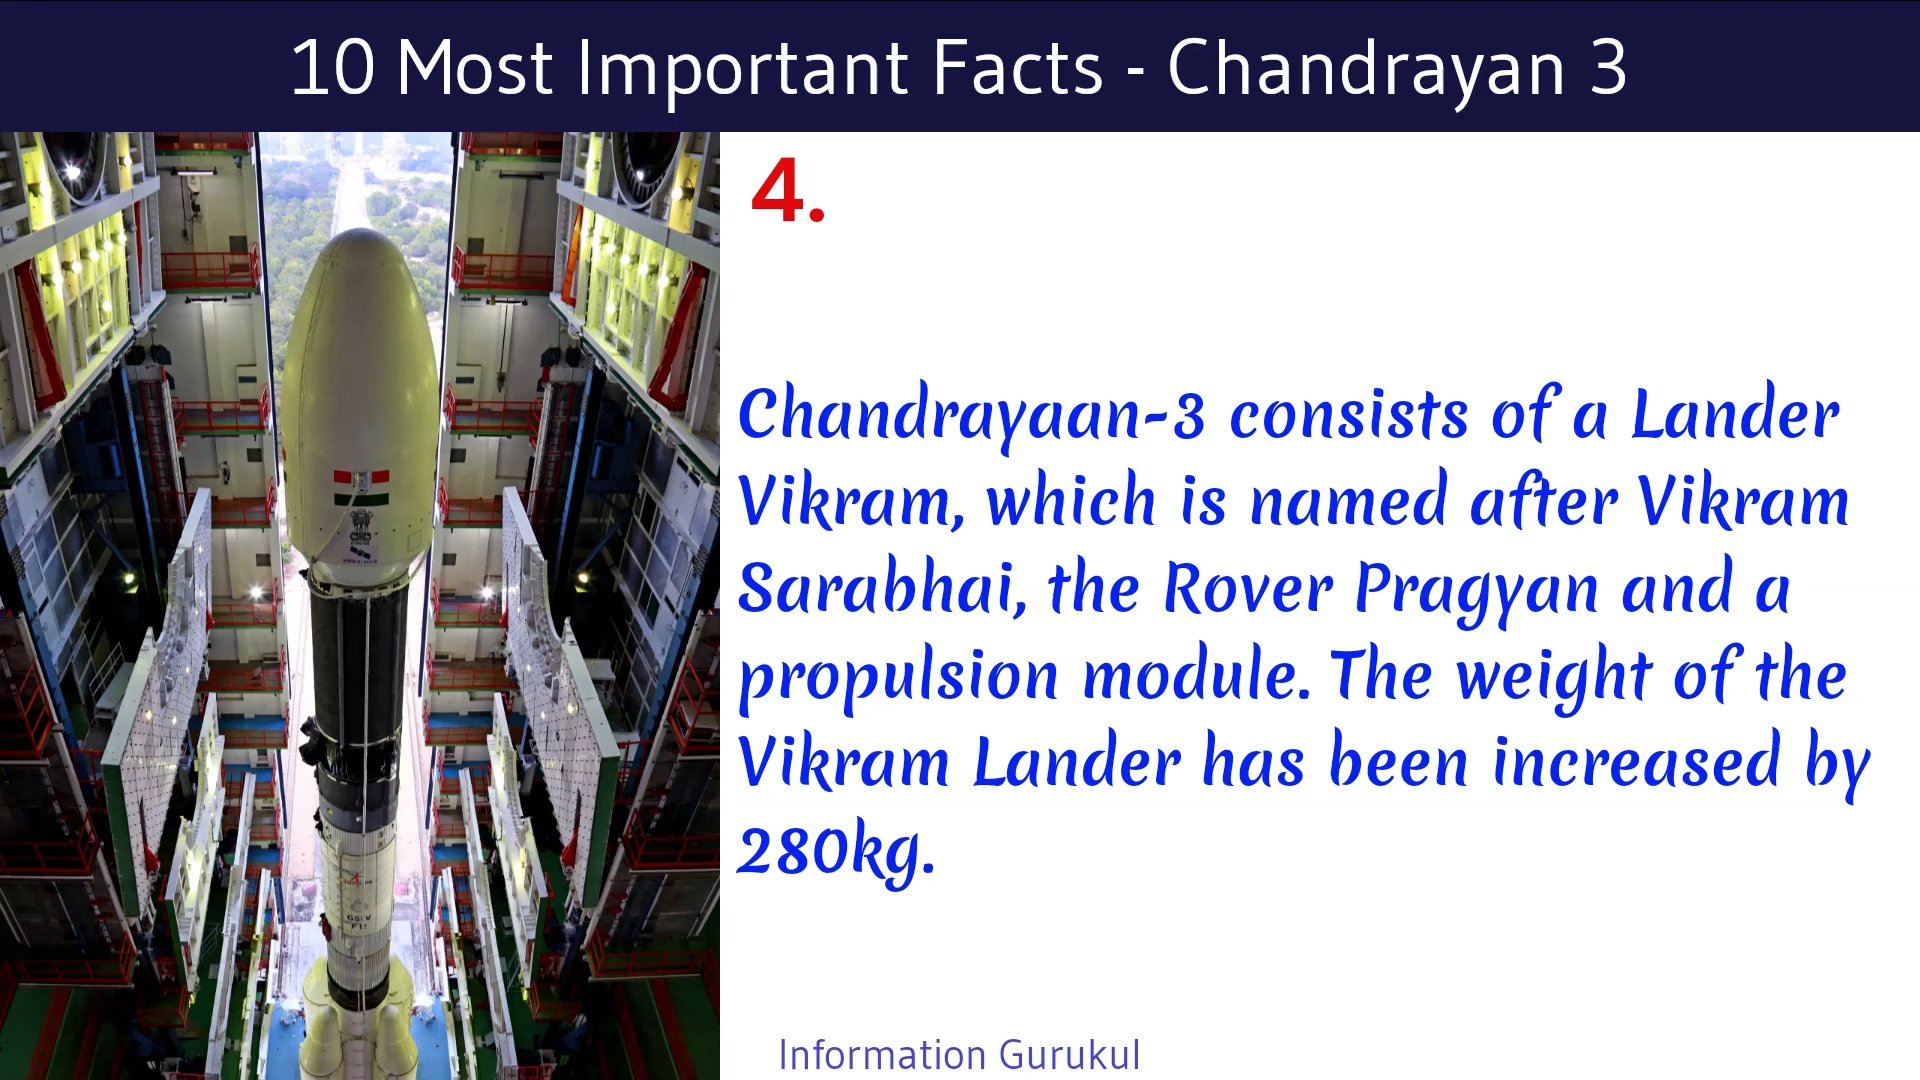 10 Most Important Facts - Chandrayan 3
4.
Chandrayaan-3 consists of a Lander
Vikram, which is named after Vikram
Sarabhai, the Rover Pragyan and a
propulsion module. The weight of the
Vikram Lander has been increased by
280kg.
GSLV
Information Gurukul